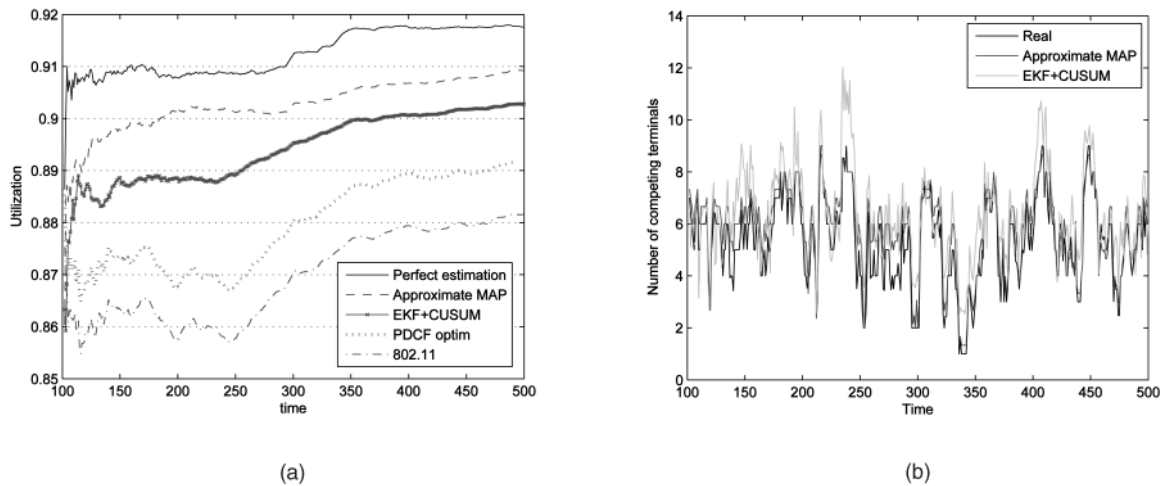 0.92
0.91
0.9
0.89
0.88
0.87
0.86
0.85
Utilization
100 150 200 250 300 350 400 450 500
time
Perfect estimation
Approximate MAP
EKF+CUSUM
PDCF optim
802.11
(a)
14
12
10
8
6
4
2
0
Number of competing terminals
100 150 200 250 300 350 400 450 500
Time
Real
Approximate MAP
EKF+CUSUM
(b)